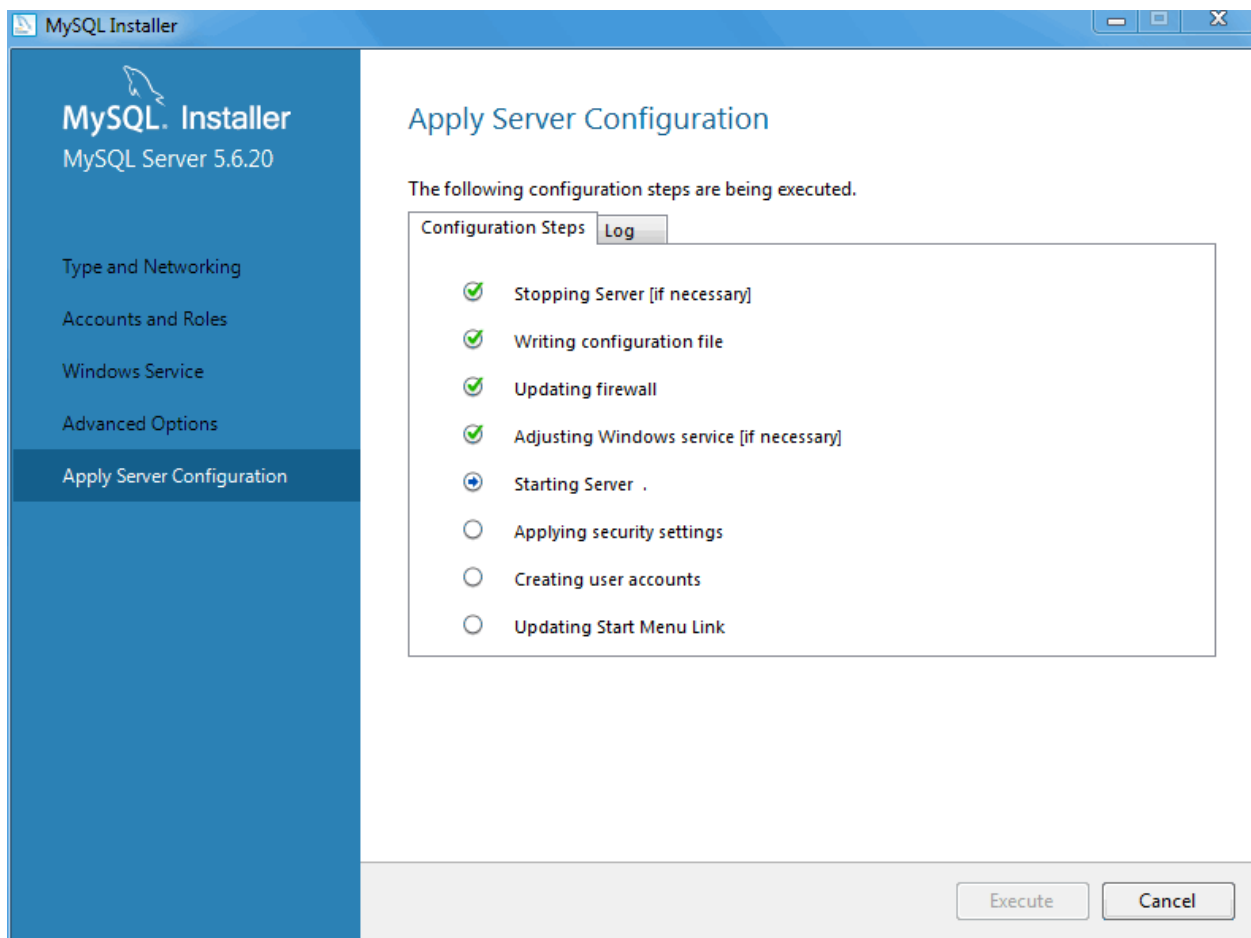 MySQL Installer
MySQL. Installer
MySQL Server 5.6.20
Type and Networking
Accounts and Roles
Windows Service
Advanced Options
Apply Server Configuration
Apply Server Configuration
The following configuration steps are being executed.
Configuration Steps Log
Stopping Server [if necessary]
Writing configuration file
Updating firewall
Adjusting Windows service [if necessary]
Starting Server .
Applying security settings
Creating user accounts
Updating Start Menu Link
Execute Cancel